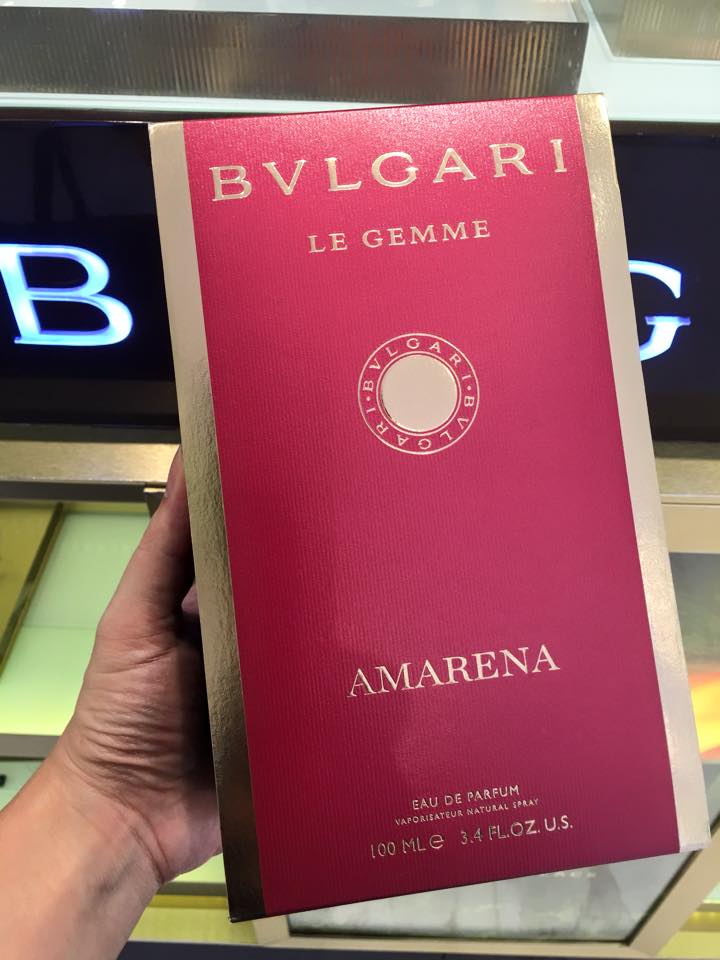 BVLGARI
LE GEMME
BVLGARI · BVLGARI ·
AMARENA
EAU DE PARFUM
VAPORISATEUR NATURAL SPRAY
100 ML e 3.4 FL.OZ. U.S.
B
G